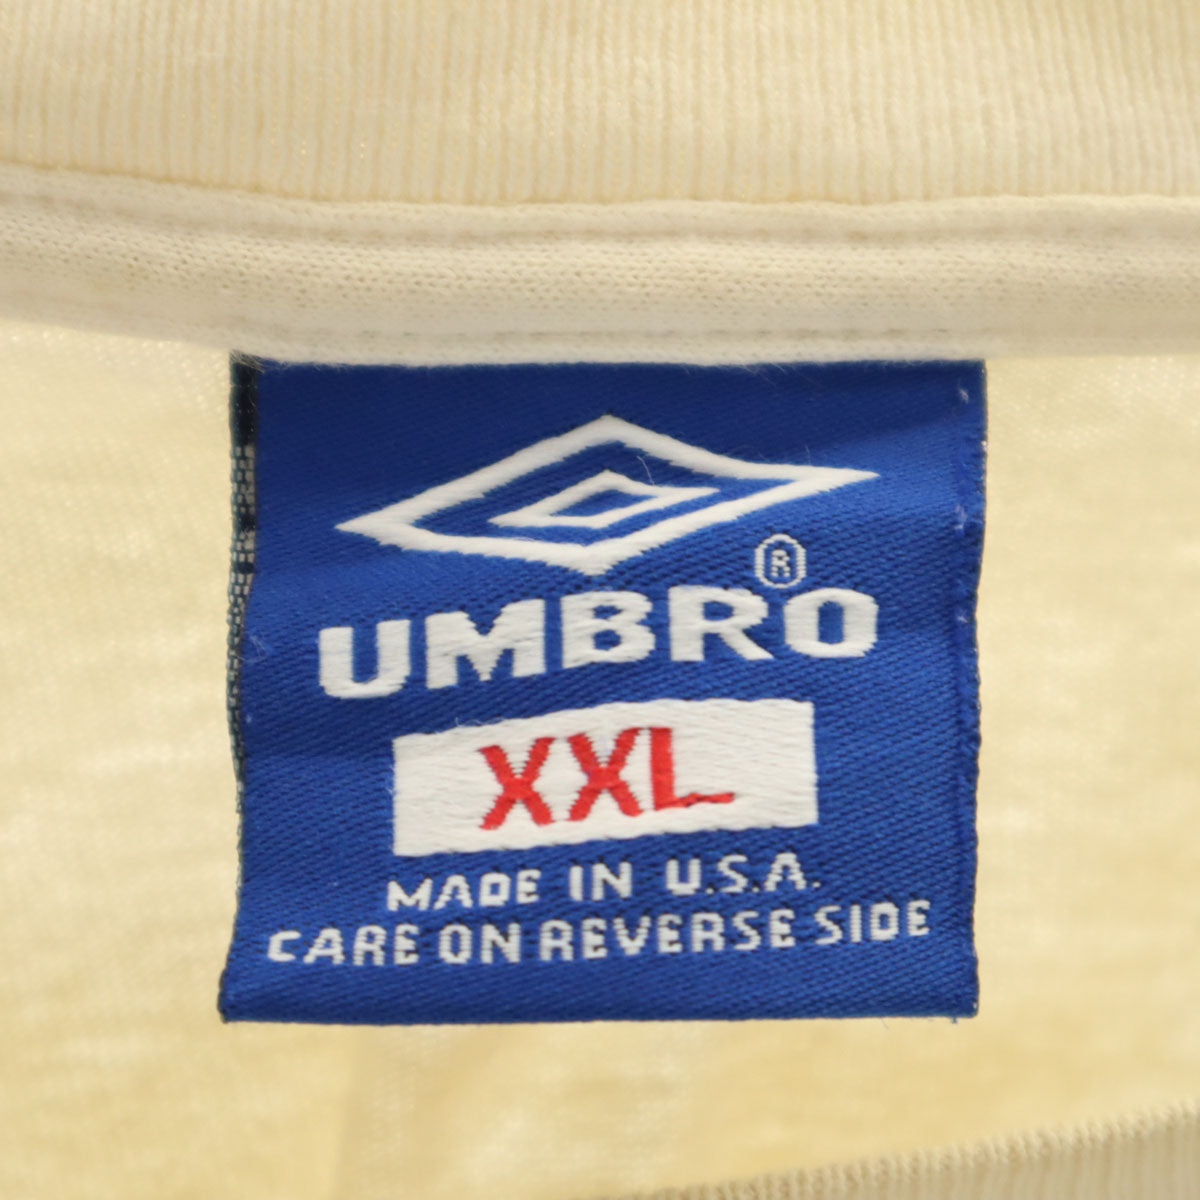 ®
UMBRO
XXL
MADE IN U.S.A.
CARE ON REVERSE SIDE